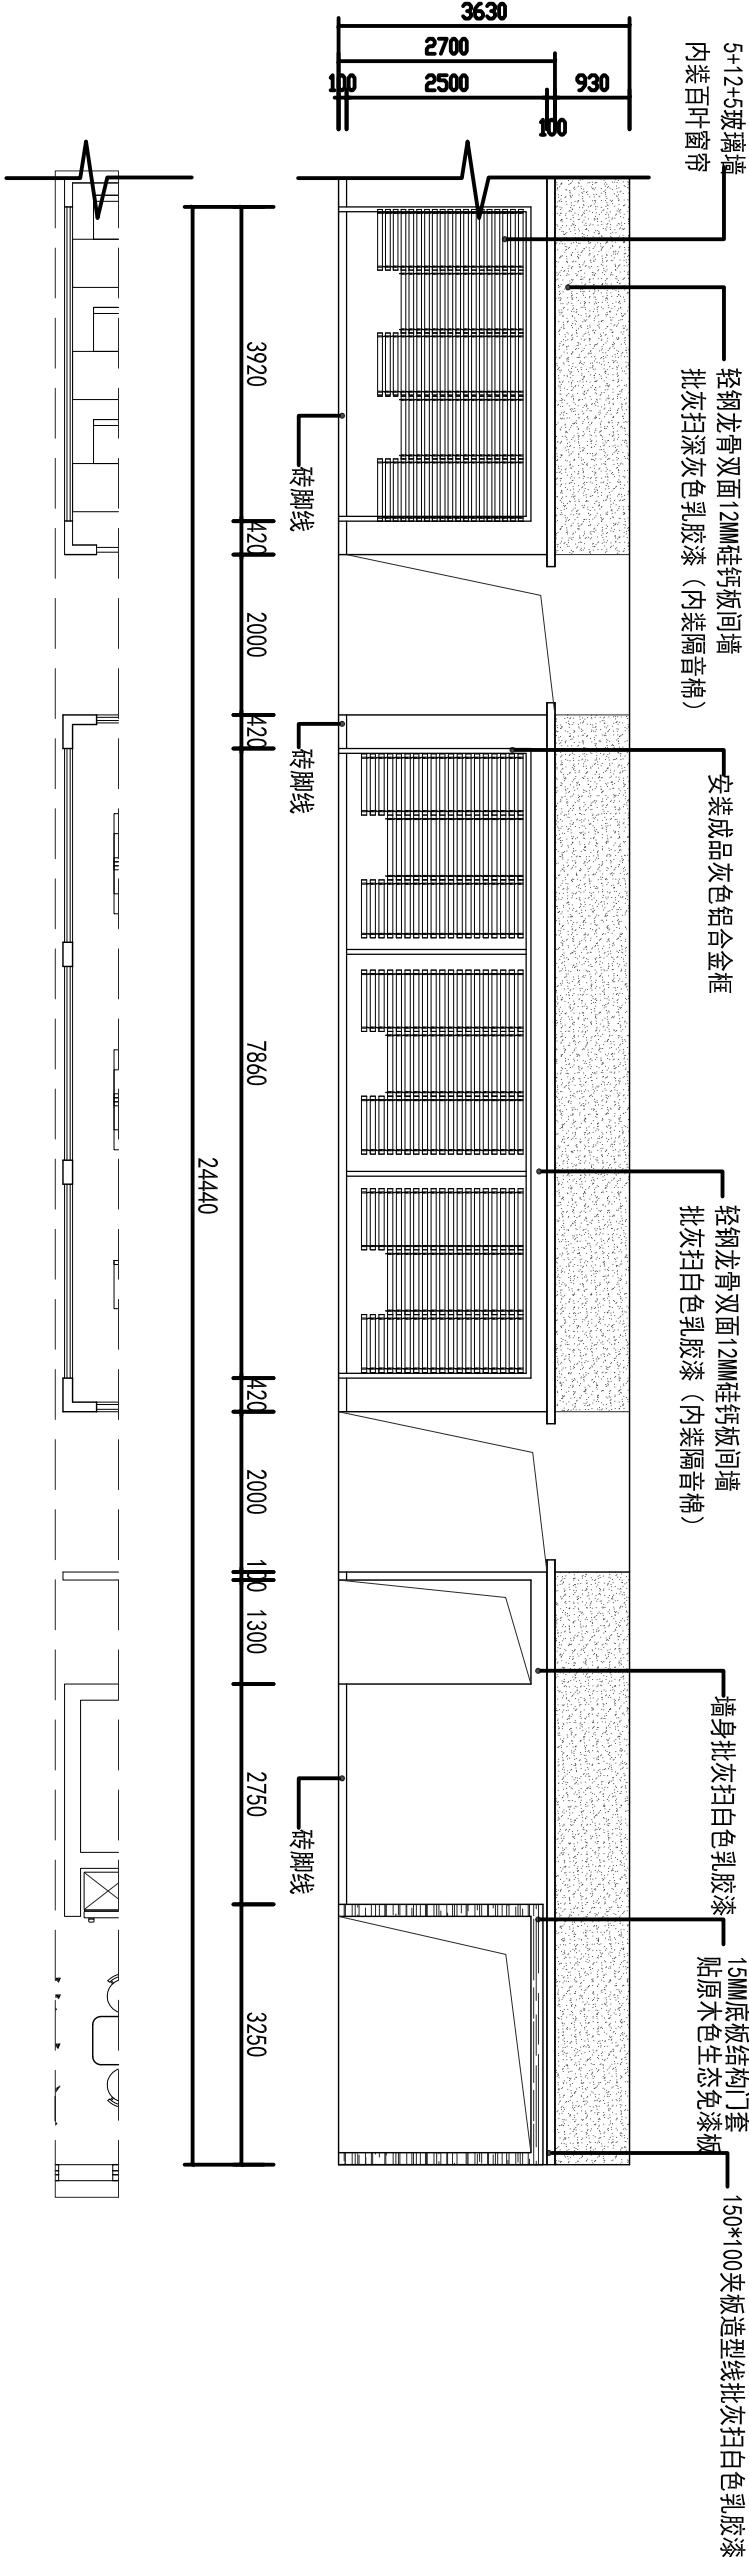 5+12+5玻璃墙
内装百叶窗帘
轻钢龙骨双面12MM硅钙板间墙
批灰扫深灰色乳胶漆（内装隔音棉）
安装成品灰色铝合金框
轻钢龙骨双面12MM硅钙板间墙
批灰扫白色乳胶漆（内装隔音棉）
墙身批灰扫白色乳胶漆
15MM底板结构门套
贴原木色生态免漆板
150*100夹板造型线批灰扫白色乳胶漆
3630
2700
930
100
2500
100
砖脚线
砖脚线
砖脚线
3920
420
2000
420
7860
420
2000
100
1300
2750
3250
24440